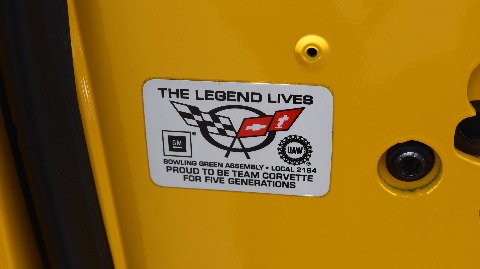 THE LEGEND LIVES
GM
UAW
BOWLING GREEN ASSEMBLY • LOCAL 2164
PROUD TO BE TEAM CORVETTE
FOR FIVE GENERATIONS